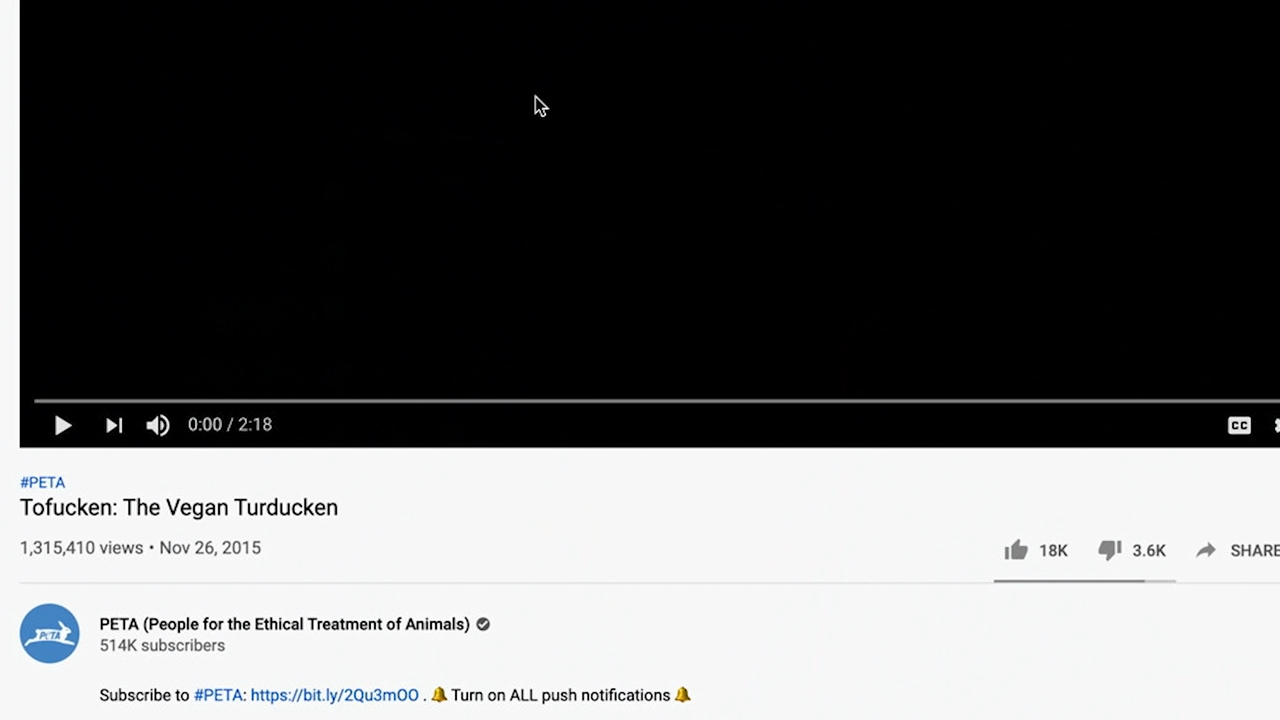 0:00 / 2:18
CC
#PETA
Tofucken: The Vegan Turducken
1,315,410 views • Nov 26, 2015
18K 3.6K SHARE
PETA
PETA (People for the Ethical Treatment of Animals)
514K subscribers
Subscribe to #PETA: https://bit.ly/2Qu3mOO . 🔔 Turn on ALL push notifications 🔔